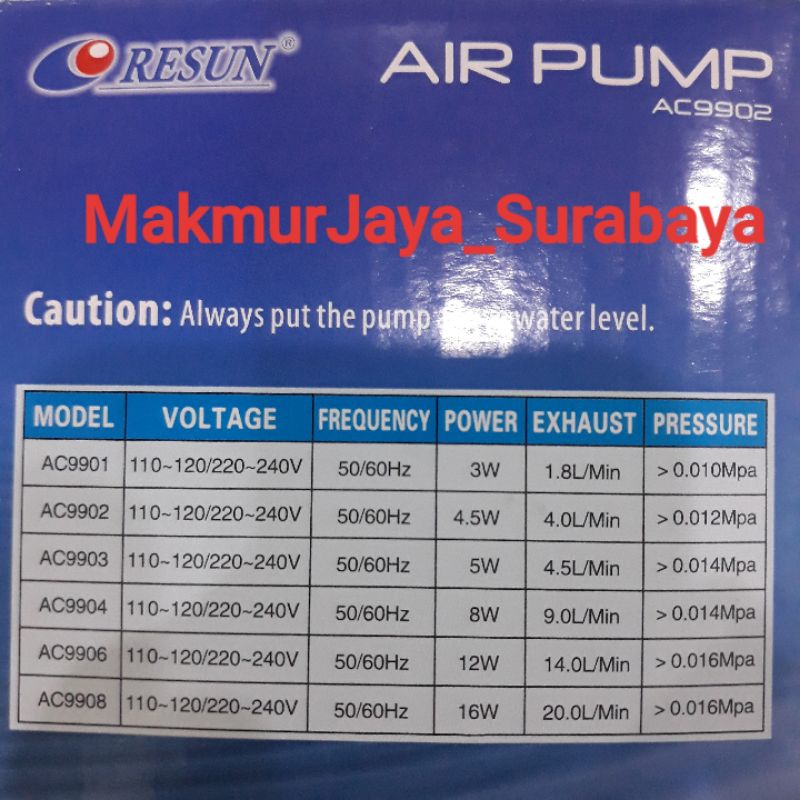 RESUN®
AIR PUMP
AC9902
MakmurJaya_Surabaya
Caution: Always put the pump water level.
MODEL VOLTAGE FREQUENCY POWER EXHAUST PRESSURE
AC9901 110~120/220~240V 50/60Hz 3W 1.8L/Min > 0.010Mpa
AC9902 110~120/220~240V 50/60Hz 4.5W 4.0L/Min > 0.012Mpa
AC9903 110~120/220~240V 50/60Hz 5W 4.5L/Min > 0.014Mpa
AC9904 110~120/220~240V 50/60Hz 8W 9.0L/Min > 0.014Mpa
AC9906 110~120/220~240V 50/60Hz 12W 14.0L/Min > 0.016Mpa
AC9908 110~120/220~240V 50/60Hz 16W 20.0L/Min > 0.016Mpa